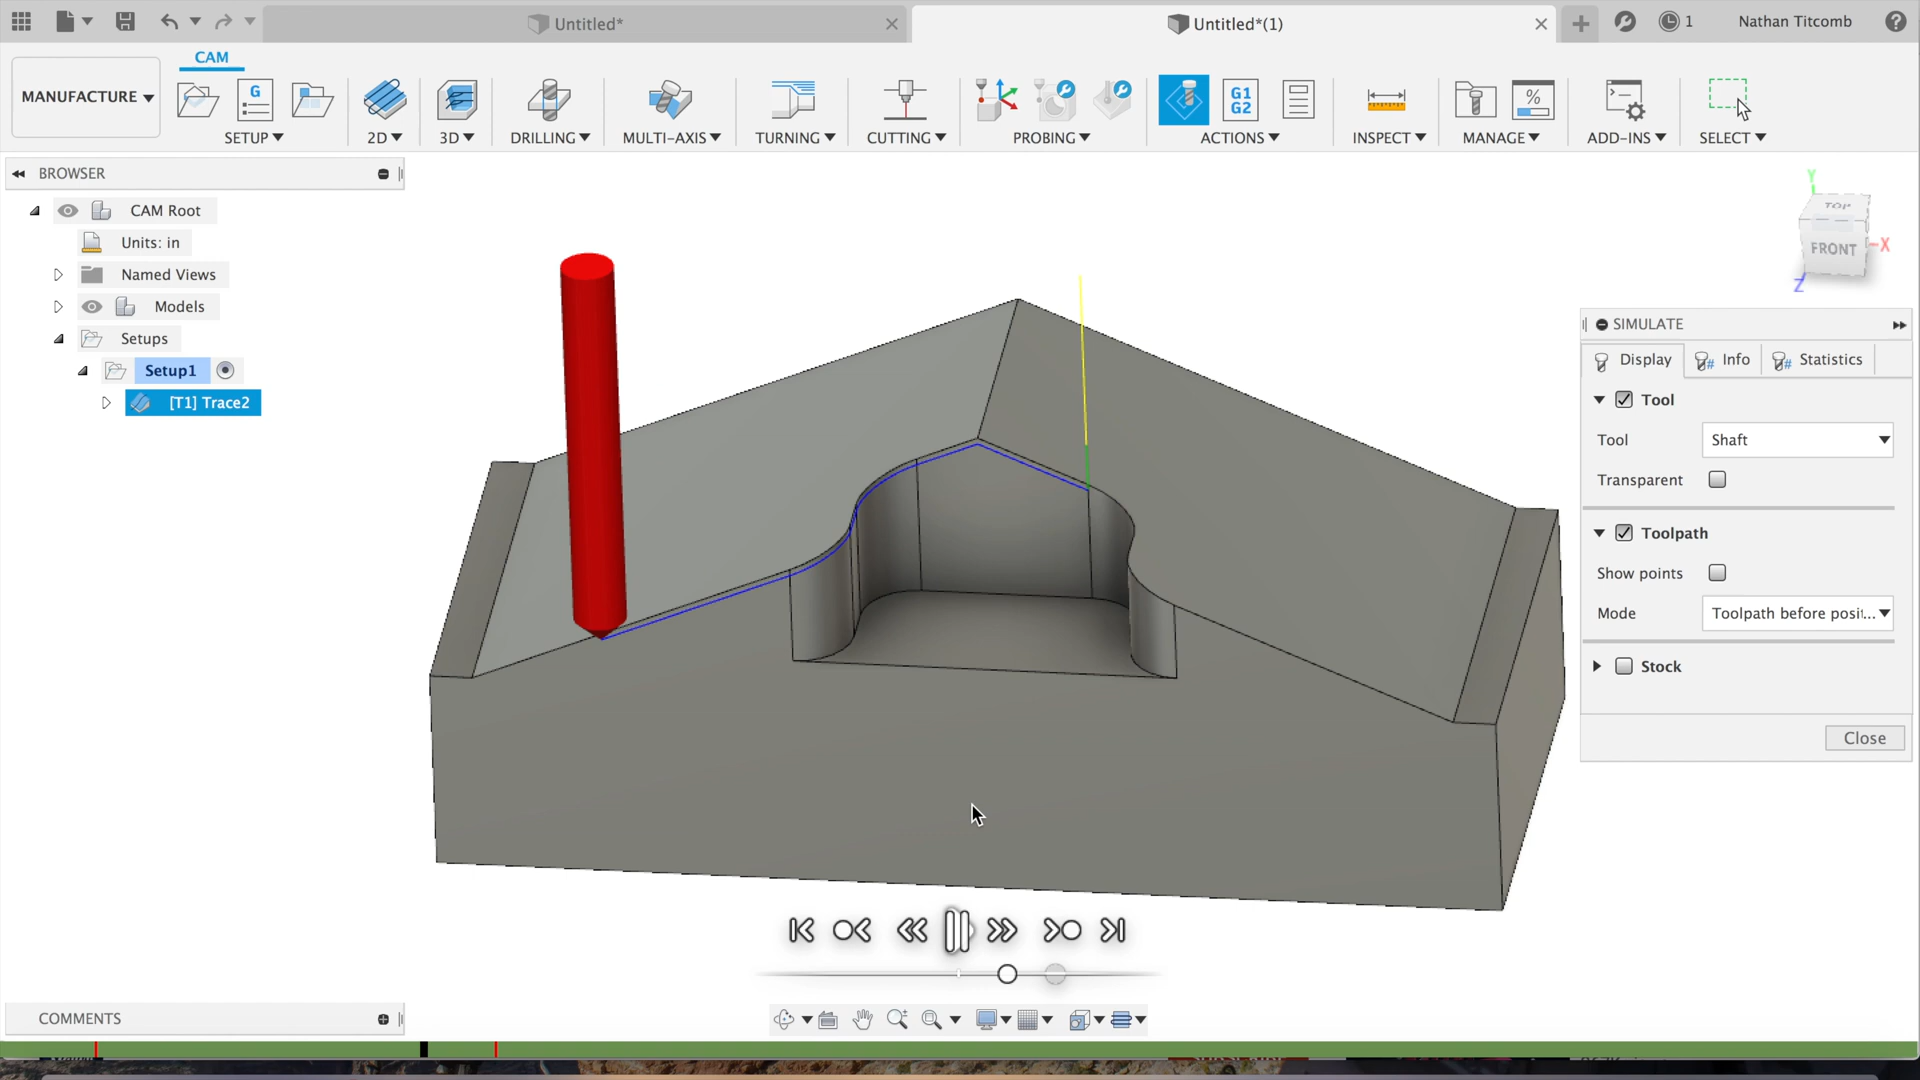 Untitled*
Untitled*(1)
1
Nathan Titcomb
CAM
MANUFACTURE
G
G1
G2
%
SETUP
2D
3D
DRILLING
MULTI-AXIS
TURNING
CUTTING
PROBING
ACTIONS
INSPECT
MANAGE
ADD-INS
SELECT
BROWSER
CAM Root
Units: in
Named Views
Models
Setups
Setup1
[T1] Trace2
Y
TOP
FRONT
X
Z
SIMULATE
Display
Info
Statistics
Tool
Tool Shaft
Transparent
Toolpath
Show points
Mode Toolpath before posit...
Stock
Close
COMMENTS